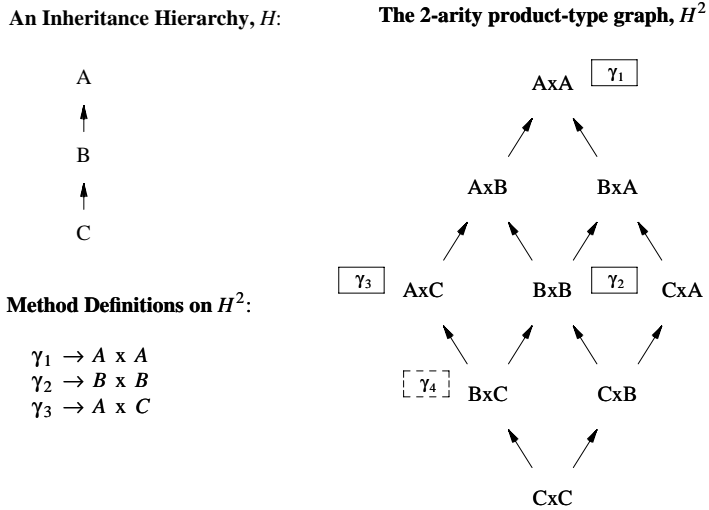 An Inheritance Hierarchy, H:
A
B
C
Method Definitions on H²:
γ₁ → A x A
γ₂ → B x B
γ₃ → A x C
The 2-arity product-type graph, H²
AxA γ₁
AxB BxA
γ₃ AxC BxB γ₂ CxA
γ₄ BxC CxB
CxC